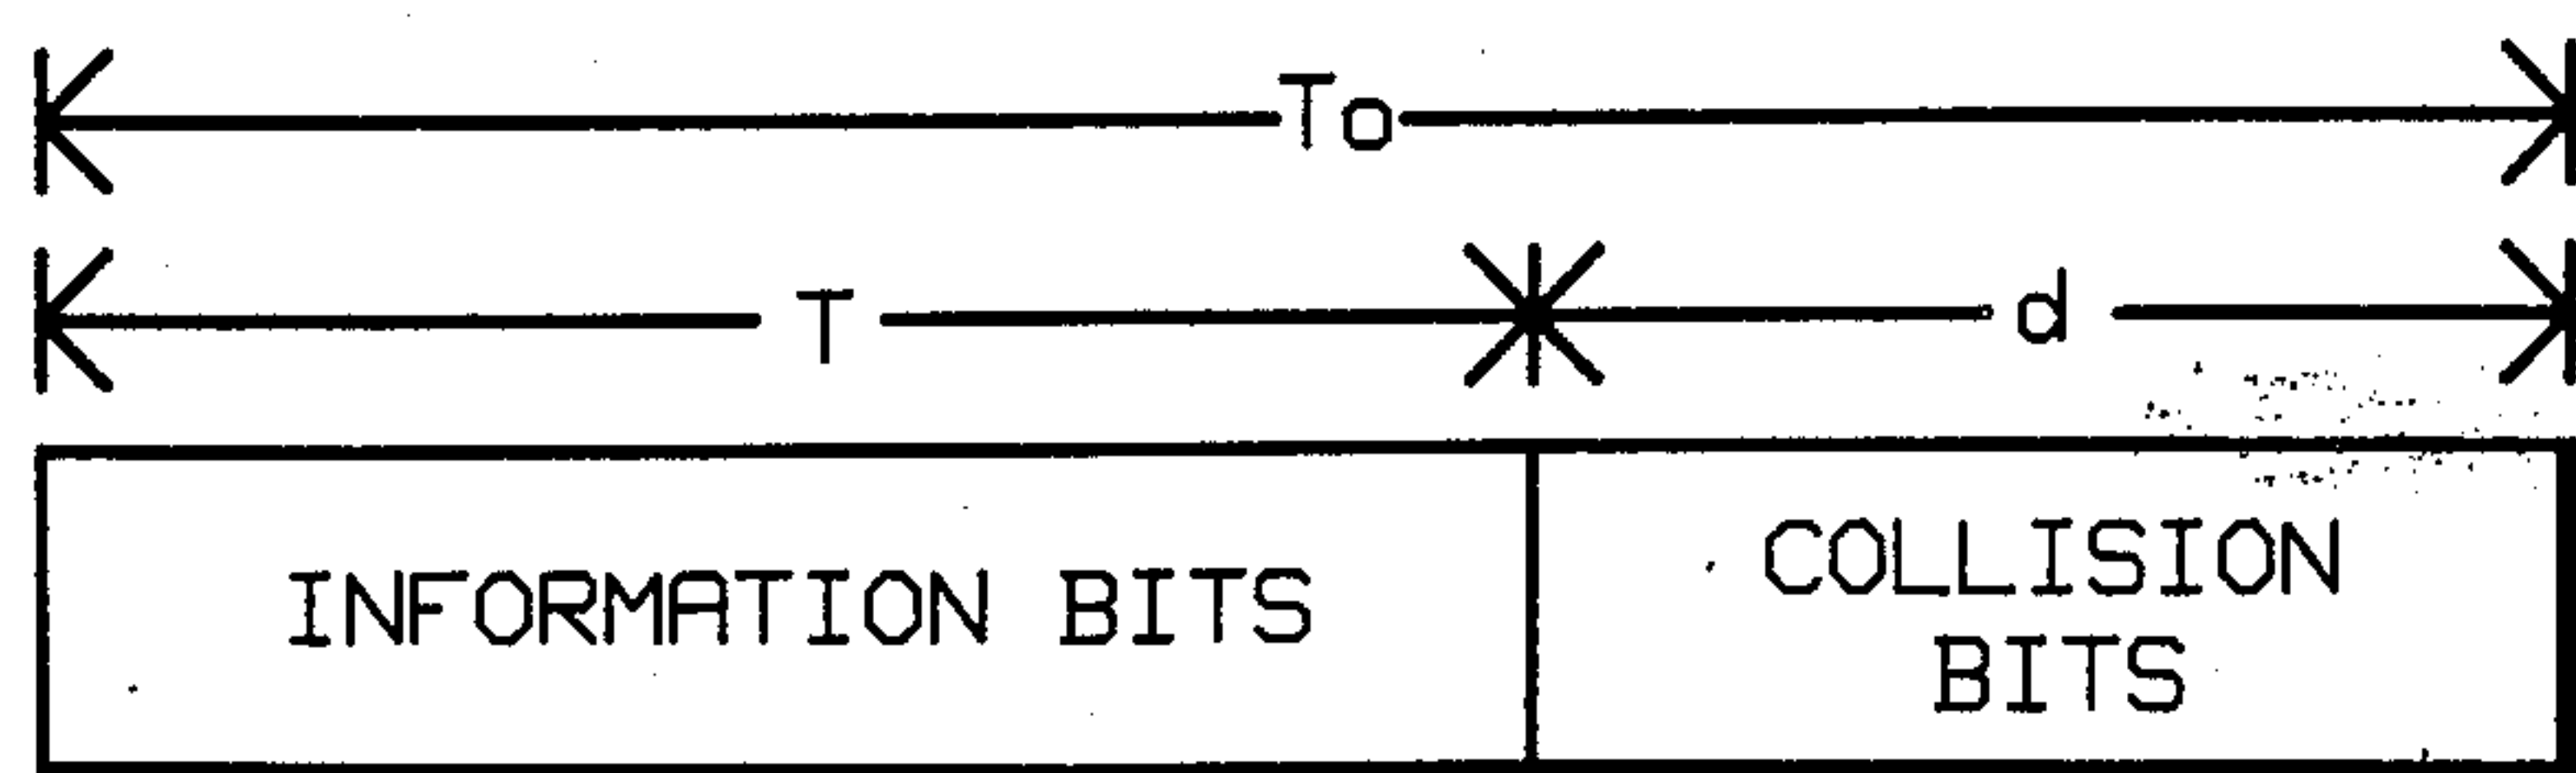 To
T d
INFORMATION BITS
COLLISION
BITS